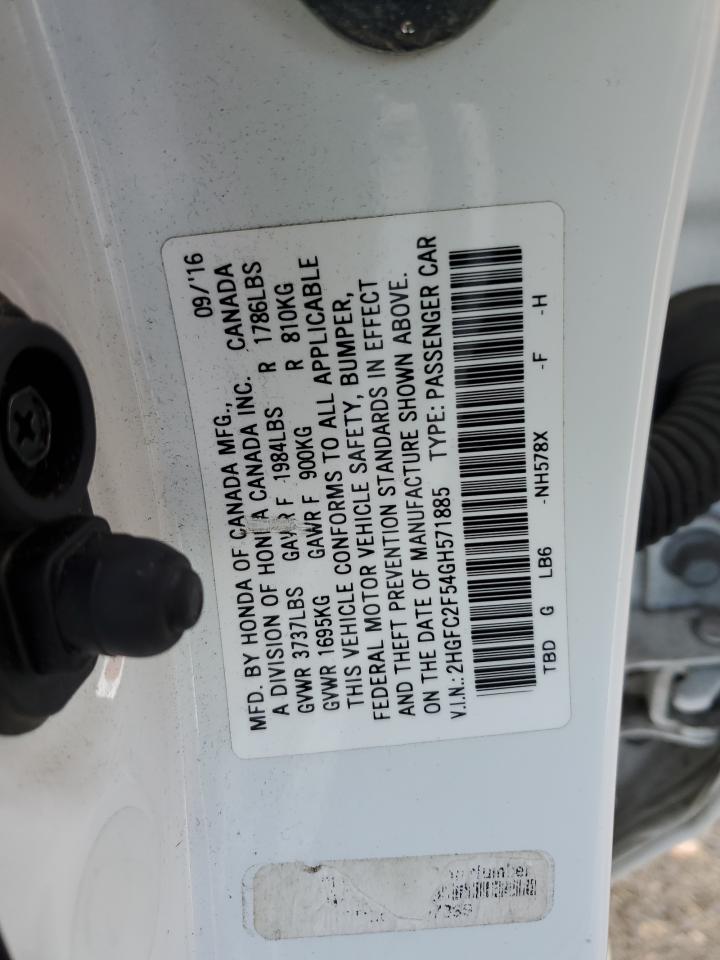 MFD. BY HONDA OF CANADA MFG., 09/'16
A DIVISION OF HONDA CANADA INC. CANADA
GVWR 3737LBS GAWR F 1984LBS R 1786LBS
GVWR 1695KG GAWR F 900KG R 810KG
THIS VEHICLE CONFORMS TO ALL APPLICABLE
FEDERAL MOTOR VEHICLE SAFETY, BUMPER,
AND THEFT PREVENTION STANDARDS IN EFFECT
ON THE DATE OF MANUFACTURE SHOWN ABOVE.
V.I.N.:2HGFC2F54GH571885 TYPE: PASSENGER CAR
TBD G LB6 -NH578X -F -H
Number